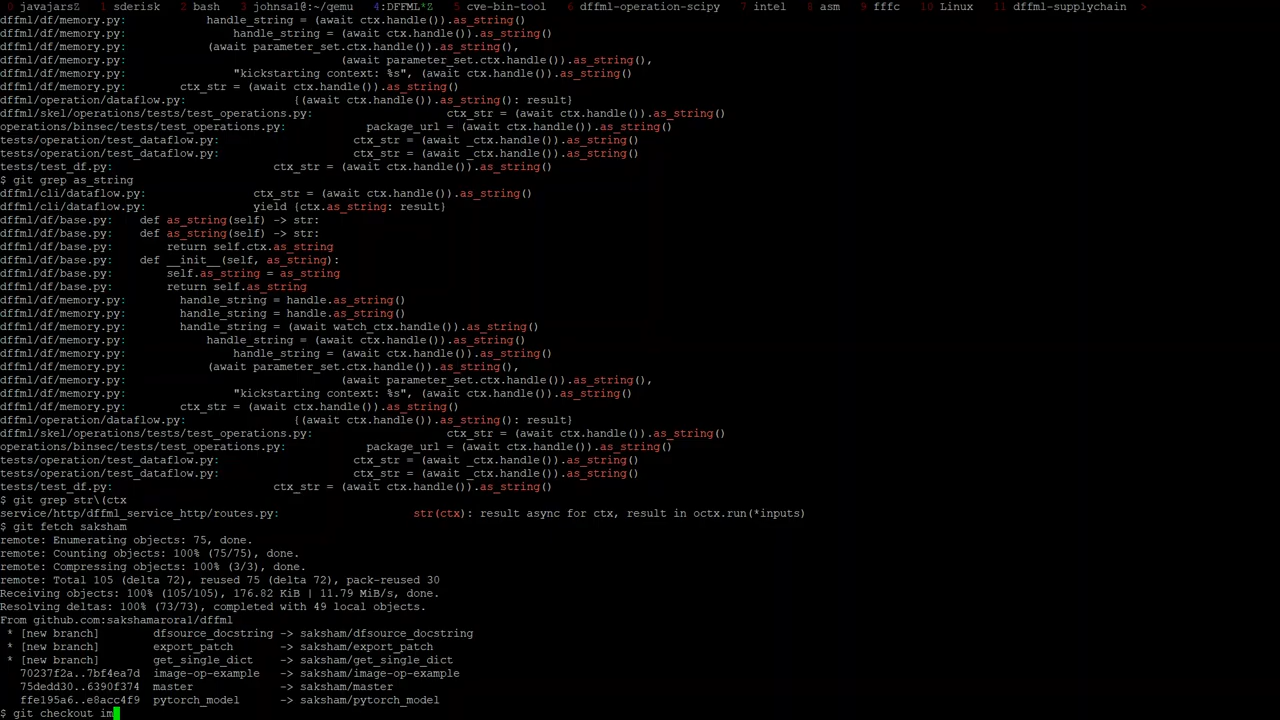 0 javajarsZ  1 sderisk  2 bash  3 johnsa1@:~/qemu  4:DFFML*Z  5 cve-bin-tool  6 dffml-operation-scipy  7 intel  8 asm  9 fffc  10 Linux  11 dffml-supplychain  >
dffml/df/memory.py:        handle_string = (await ctx.handle()).as_string()
dffml/df/memory.py:                handle_string = (await ctx.handle()).as_string()
dffml/df/memory.py:            (await parameter_set.ctx.handle()).as_string(),
dffml/df/memory.py:                                (await parameter_set.ctx.handle()).as_string(),
dffml/df/memory.py:                "kickstarting context: %s", (await ctx.handle()).as_string()
dffml/df/memory.py:        ctx_str = (await ctx.handle()).as_string()
dffml/operation/dataflow.py:                [{(await ctx.handle()).as_string(): result}
dffml/skel/operations/tests/test_operations.py:                    ctx_str = (await ctx.handle()).as_string()
operations/binsec/tests/test_operations.py:            package_url = (await ctx.handle()).as_string()
tests/operation/test_dataflow.py:                    ctx_str = (await _ctx.handle()).as_string()
tests/operation/test_dataflow.py:                    ctx_str = (await _ctx.handle()).as_string()
tests/test_df.py:                        ctx_str = (await ctx.handle()).as_string()
$ git grep as_string
dffml/cli/dataflow.py:                ctx_str = (await ctx.handle()).as_string()
dffml/cli/dataflow.py:                yield {ctx.as_string: result}
dffml/df/base.py:    def as_string(self) -> str:
dffml/df/base.py:    def as_string(self) -> str:
dffml/df/base.py:        return self.ctx.as_string
dffml/df/base.py:    def __init__(self, as_string):
dffml/df/base.py:        self.as_string = as_string
dffml/df/base.py:        return self.as_string
dffml/df/memory.py:        handle_string = handle.as_string()
dffml/df/memory.py:        handle_string = handle.as_string()
dffml/df/memory.py:        handle_string = (await watch_ctx.handle()).as_string()
dffml/df/memory.py:            handle_string = (await ctx.handle()).as_string()
dffml/df/memory.py:                handle_string = (await ctx.handle()).as_string()
dffml/df/memory.py:            (await parameter_set.ctx.handle()).as_string(),
dffml/df/memory.py:                                (await parameter_set.ctx.handle()).as_string(),
dffml/df/memory.py:                "kickstarting context: %s", (await ctx.handle()).as_string()
dffml/df/memory.py:        ctx_str = (await ctx.handle()).as_string()
dffml/operation/dataflow.py:                [{(await ctx.handle()).as_string(): result}
dffml/skel/operations/tests/test_operations.py:                    ctx_str = (await ctx.handle()).as_string()
operations/binsec/tests/test_operations.py:            package_url = (await ctx.handle()).as_string()
tests/operation/test_dataflow.py:                    ctx_str = (await _ctx.handle()).as_string()
tests/operation/test_dataflow.py:                    ctx_str = (await _ctx.handle()).as_string()
tests/test_df.py:                        ctx_str = (await ctx.handle()).as_string()
$ git grep str\(ctx
service/http/dffml_service_http/routes.py:                    str(ctx): result async for ctx, result in octx.run(*inputs)
$ git fetch saksham
remote: Enumerating objects: 75, done.
remote: Counting objects: 100% (75/75), done.
remote: Compressing objects: 100% (3/3), done.
remote: Total 105 (delta 72), reused 75 (delta 72), pack-reused 30
Receiving objects: 100% (105/105), 176.82 KiB | 11.79 MiB/s, done.
Resolving deltas: 100% (73/73), completed with 49 local objects.
From github.com:sakshamarora1/dffml
 * [new branch]        dfsource_docstring -> saksham/dfsource_docstring
 * [new branch]        export_patch       -> saksham/export_patch
 * [new branch]        get_single_dict    -> saksham/get_single_dict
   70237f2a..7bf4ea7d  image-op-example   -> saksham/image-op-example
   75dedd30..6390f374  master             -> saksham/master
   ffe195a6..e8acc4f9  pytorch_model      -> saksham/pytorch_model
$ git checkout im